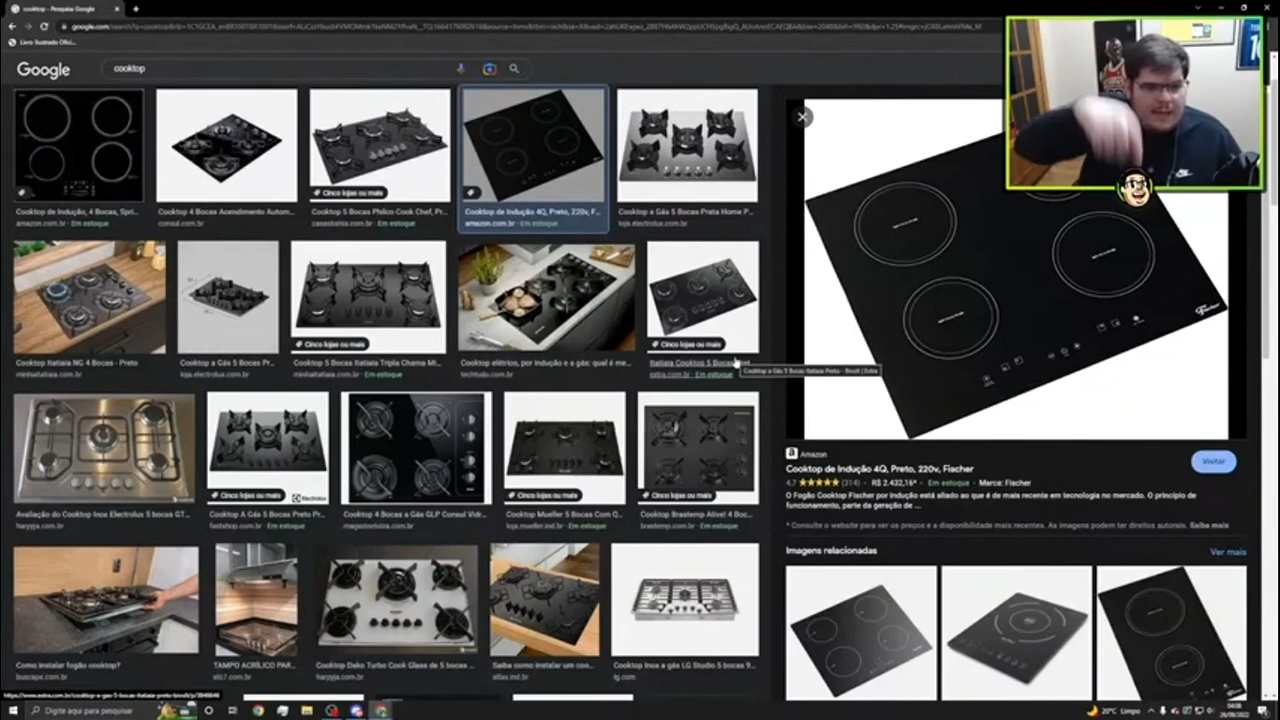 cooktop - Pesquisa Google
Livro Ilustrado Ofici...
Google
cooktop
Cinco lojas ou mais
Cooktop de Indução, 4 Bocas, Spri...
amazon.com.br · Em estoque
Cooktop 4 Bocas Acendimento Autom...
consul.com.br
Cooktop 5 Bocas Philco Cook Chef, Pr...
casasbahia.com.br · Em estoque
Cooktop de Indução 4Q, Preto, 220v, F...
amazon.com.br · Em estoque
Cooktop a Gás 5 Bocas Preta Home P...
loja.electrolux.com.br
Cinco lojas ou mais
Cinco lojas ou mais
Cooktop Itatiaia NG 4 Bocas - Preto
minhaitatiaia.com.br
Cooktop a Gás 5 Bocas Pr...
loja.electrolux.com.br
Cooktop 5 Bocas Itatiaia Tripla Chama Mi...
minhaitatiaia.com.br · Em estoque
Cooktop elétrico, por indução e a gás: qual é me...
techtudo.com.br
Itatiaia Cooktop 5 Bocas
extra.com.br · Em estoque
Cooktop a Gás 5 Bocas Itatiaia Preto - Bivolt | Extra
Cinco lojas ou mais
Electrolux
Cinco lojas ou mais
Cinco lojas ou mais
Avaliação do Cooktop Inox Electrolux 5 bocas GT...
harpyja.com.br
Cooktop A Gás 5 Bocas Preto Pr...
fastshop.com.br · Em estoque
Cooktop 4 Bocas a Gás GLP Consul Vidr...
magazineluiza.com.br
Cooktop Mueller 5 Bocas Com Q...
loja.mueller.ind.br · Em estoque
Cooktop Brastemp Ative! 4 Boc...
brastemp.com.br · Em estoque
Como instalar fogão cooktop?
buscape.com.br
TAMPO ACRÍLICO PAR...
elo7.com.br
Cooktop Dako Turbo Cook Glass de 5 bocas ...
harpyja.com.br
Saiba como instalar um coo...
atlas.ind.br
Cooktop Inox a gás LG Studio 5 bocas 9...
lg.com
Fischer
Amazon
Cooktop de Indução 4Q, Preto, 220v, Fischer
Visitar
4,7 ★★★★★ (314) · R$ 2.432,16* · Em estoque · Marca: Fischer
O Fogão Cooktop Fischer por Indução está aliado ao que é de mais recente em tecnologia no mercado. O princípio de
funcionamento, parte da geração de ...
* Consulte o website para ver os preços e a disponibilidade mais recentes. As imagens podem ter direitos autorais. Saiba mais
Imagens relacionadas
Ver mais
Digite aqui para pesquisar
20°C Limpo
04:08
26/09/2022